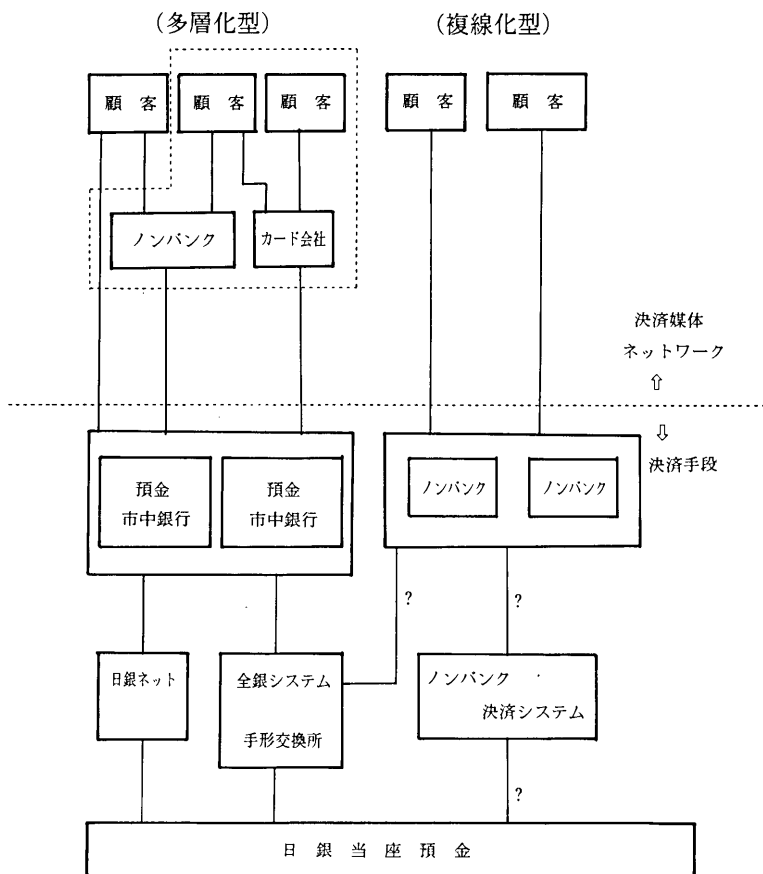 （多層化型）
（複線化型）
顧　客
顧　客
顧　客
顧　客
顧　客
ノンバンク
カード会社
決済媒体
ネットワーク
⇧
⇩
決済手段
預金
市中銀行
預金
市中銀行
ノンバンク
ノンバンク
?
?
日銀ネット
全銀システム
手形交換所
ノンバンク
決済システム
?
日　銀　当　座　預　金